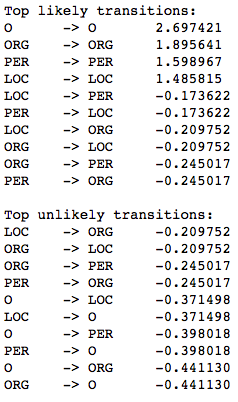 Top likely transitions:
O -> O 2.697421
ORG -> ORG 1.895641
PER -> PER 1.598967
LOC -> LOC 1.485815
LOC -> PER -0.173622
PER -> LOC -0.173622
LOC -> ORG -0.209752
ORG -> LOC -0.209752
ORG -> PER -0.245017
PER -> ORG -0.245017
Top unlikely transitions:
LOC -> ORG -0.209752
ORG -> LOC -0.209752
ORG -> PER -0.245017
PER -> ORG -0.245017
O -> LOC -0.371498
LOC -> O -0.371498
O -> PER -0.398018
PER -> O -0.398018
O -> ORG -0.441130
ORG -> O -0.441130